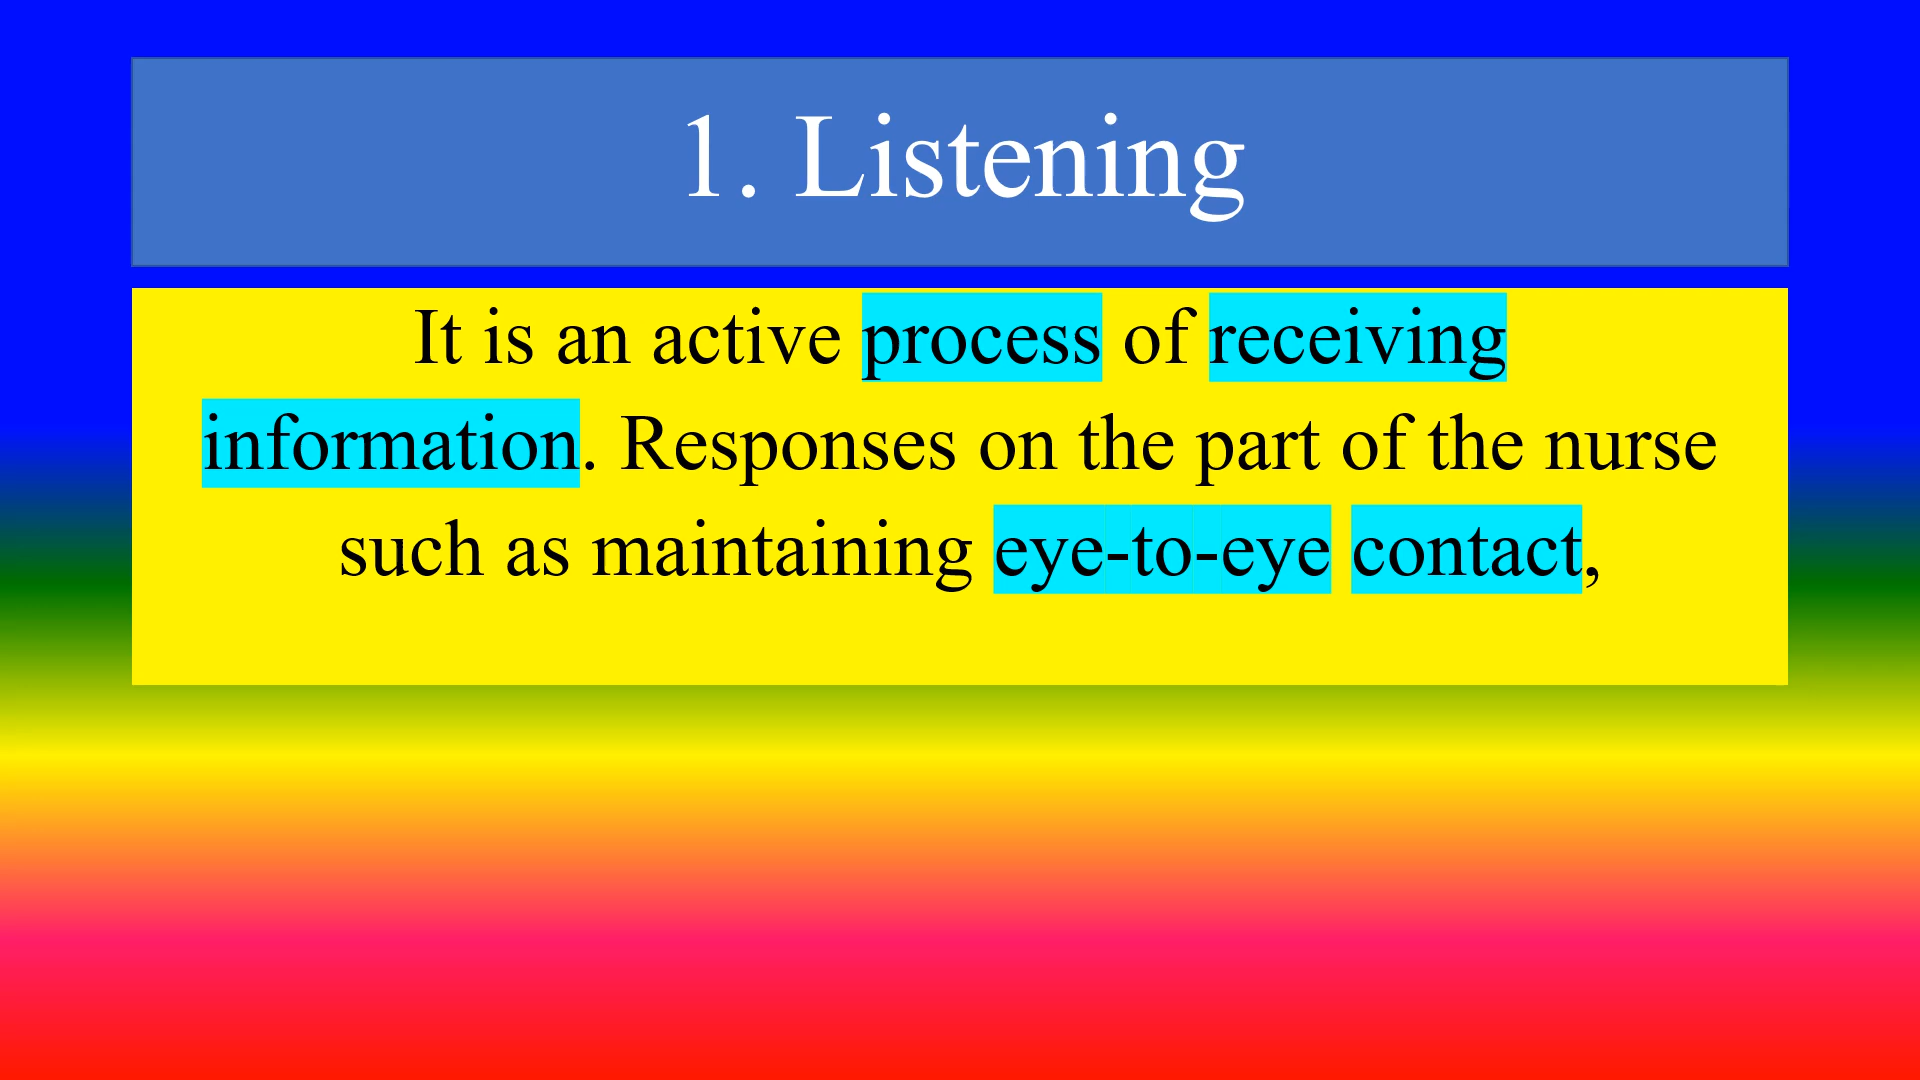 1. Listening
It is an active process of receiving
information. Responses on the part of the nurse
such as maintaining eye-to-eye contact,